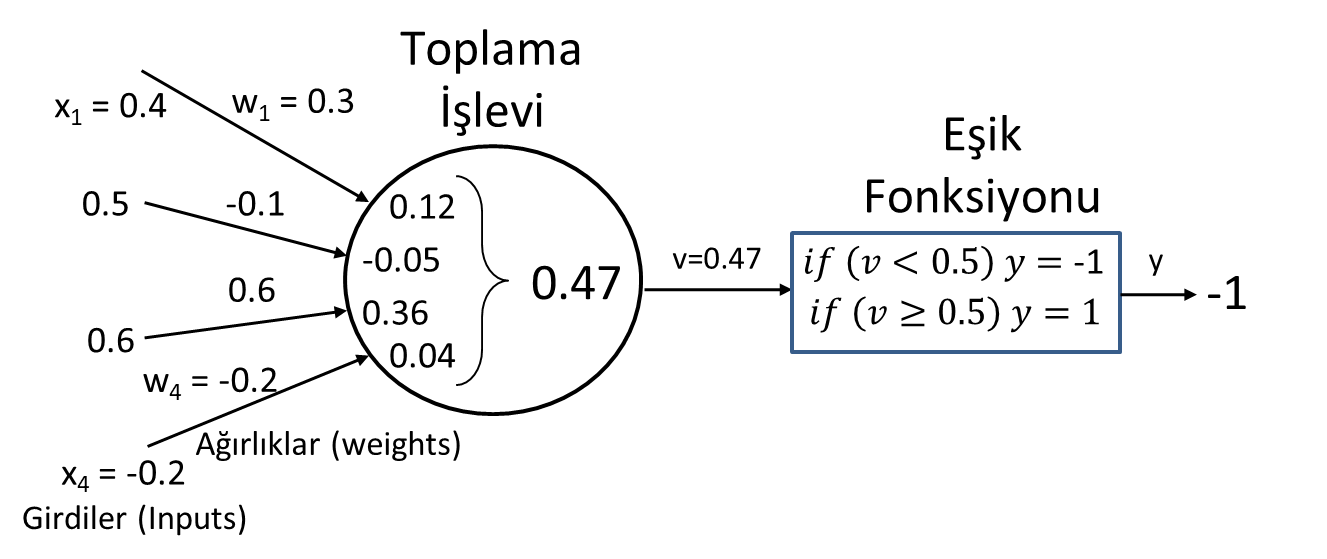 Toplama
İşlevi
x₁ = 0.4
w₁ = 0.3
0.5
-0.1
0.6
0.6
w₄ = -0.2
x₄ = -0.2
Ağırlıklar (weights)
Girdiler (Inputs)
0.12
-0.05
0.36
0.04
0.47
v=0.47
Eşik
Fonksiyonu
if (v < 0.5) y = -1
if (v ≥ 0.5) y = 1
y
-1